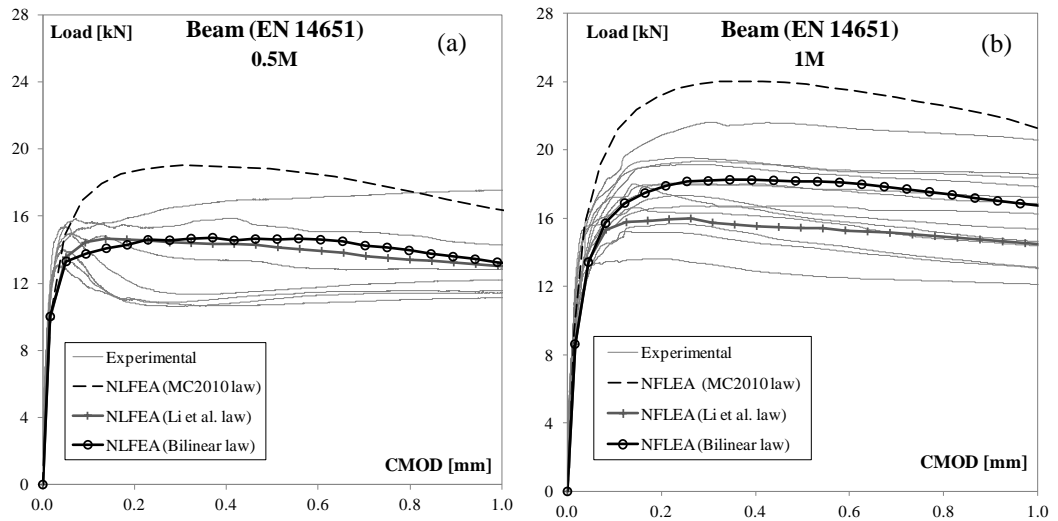 Load [kN]
Beam (EN 14651)
0.5M
(a)
28
24
20
16
12
8
4
0
Experimental
NLFEA (MC2010 law)
NLFEA (Li et al. law)
NLFEA (Bilinear law)
CMOD [mm]
0.0
0.2
0.4
0.6
0.8
1.0
Load [kN]
Beam (EN 14651)
1M
(b)
28
24
20
16
12
8
4
0
Experimental
NFLEA (MC2010 law)
NFLEA (Li et al. law)
NFLEA (Bilinear law)
CMOD [mm]
0.0
0.2
0.4
0.6
0.8
1.0